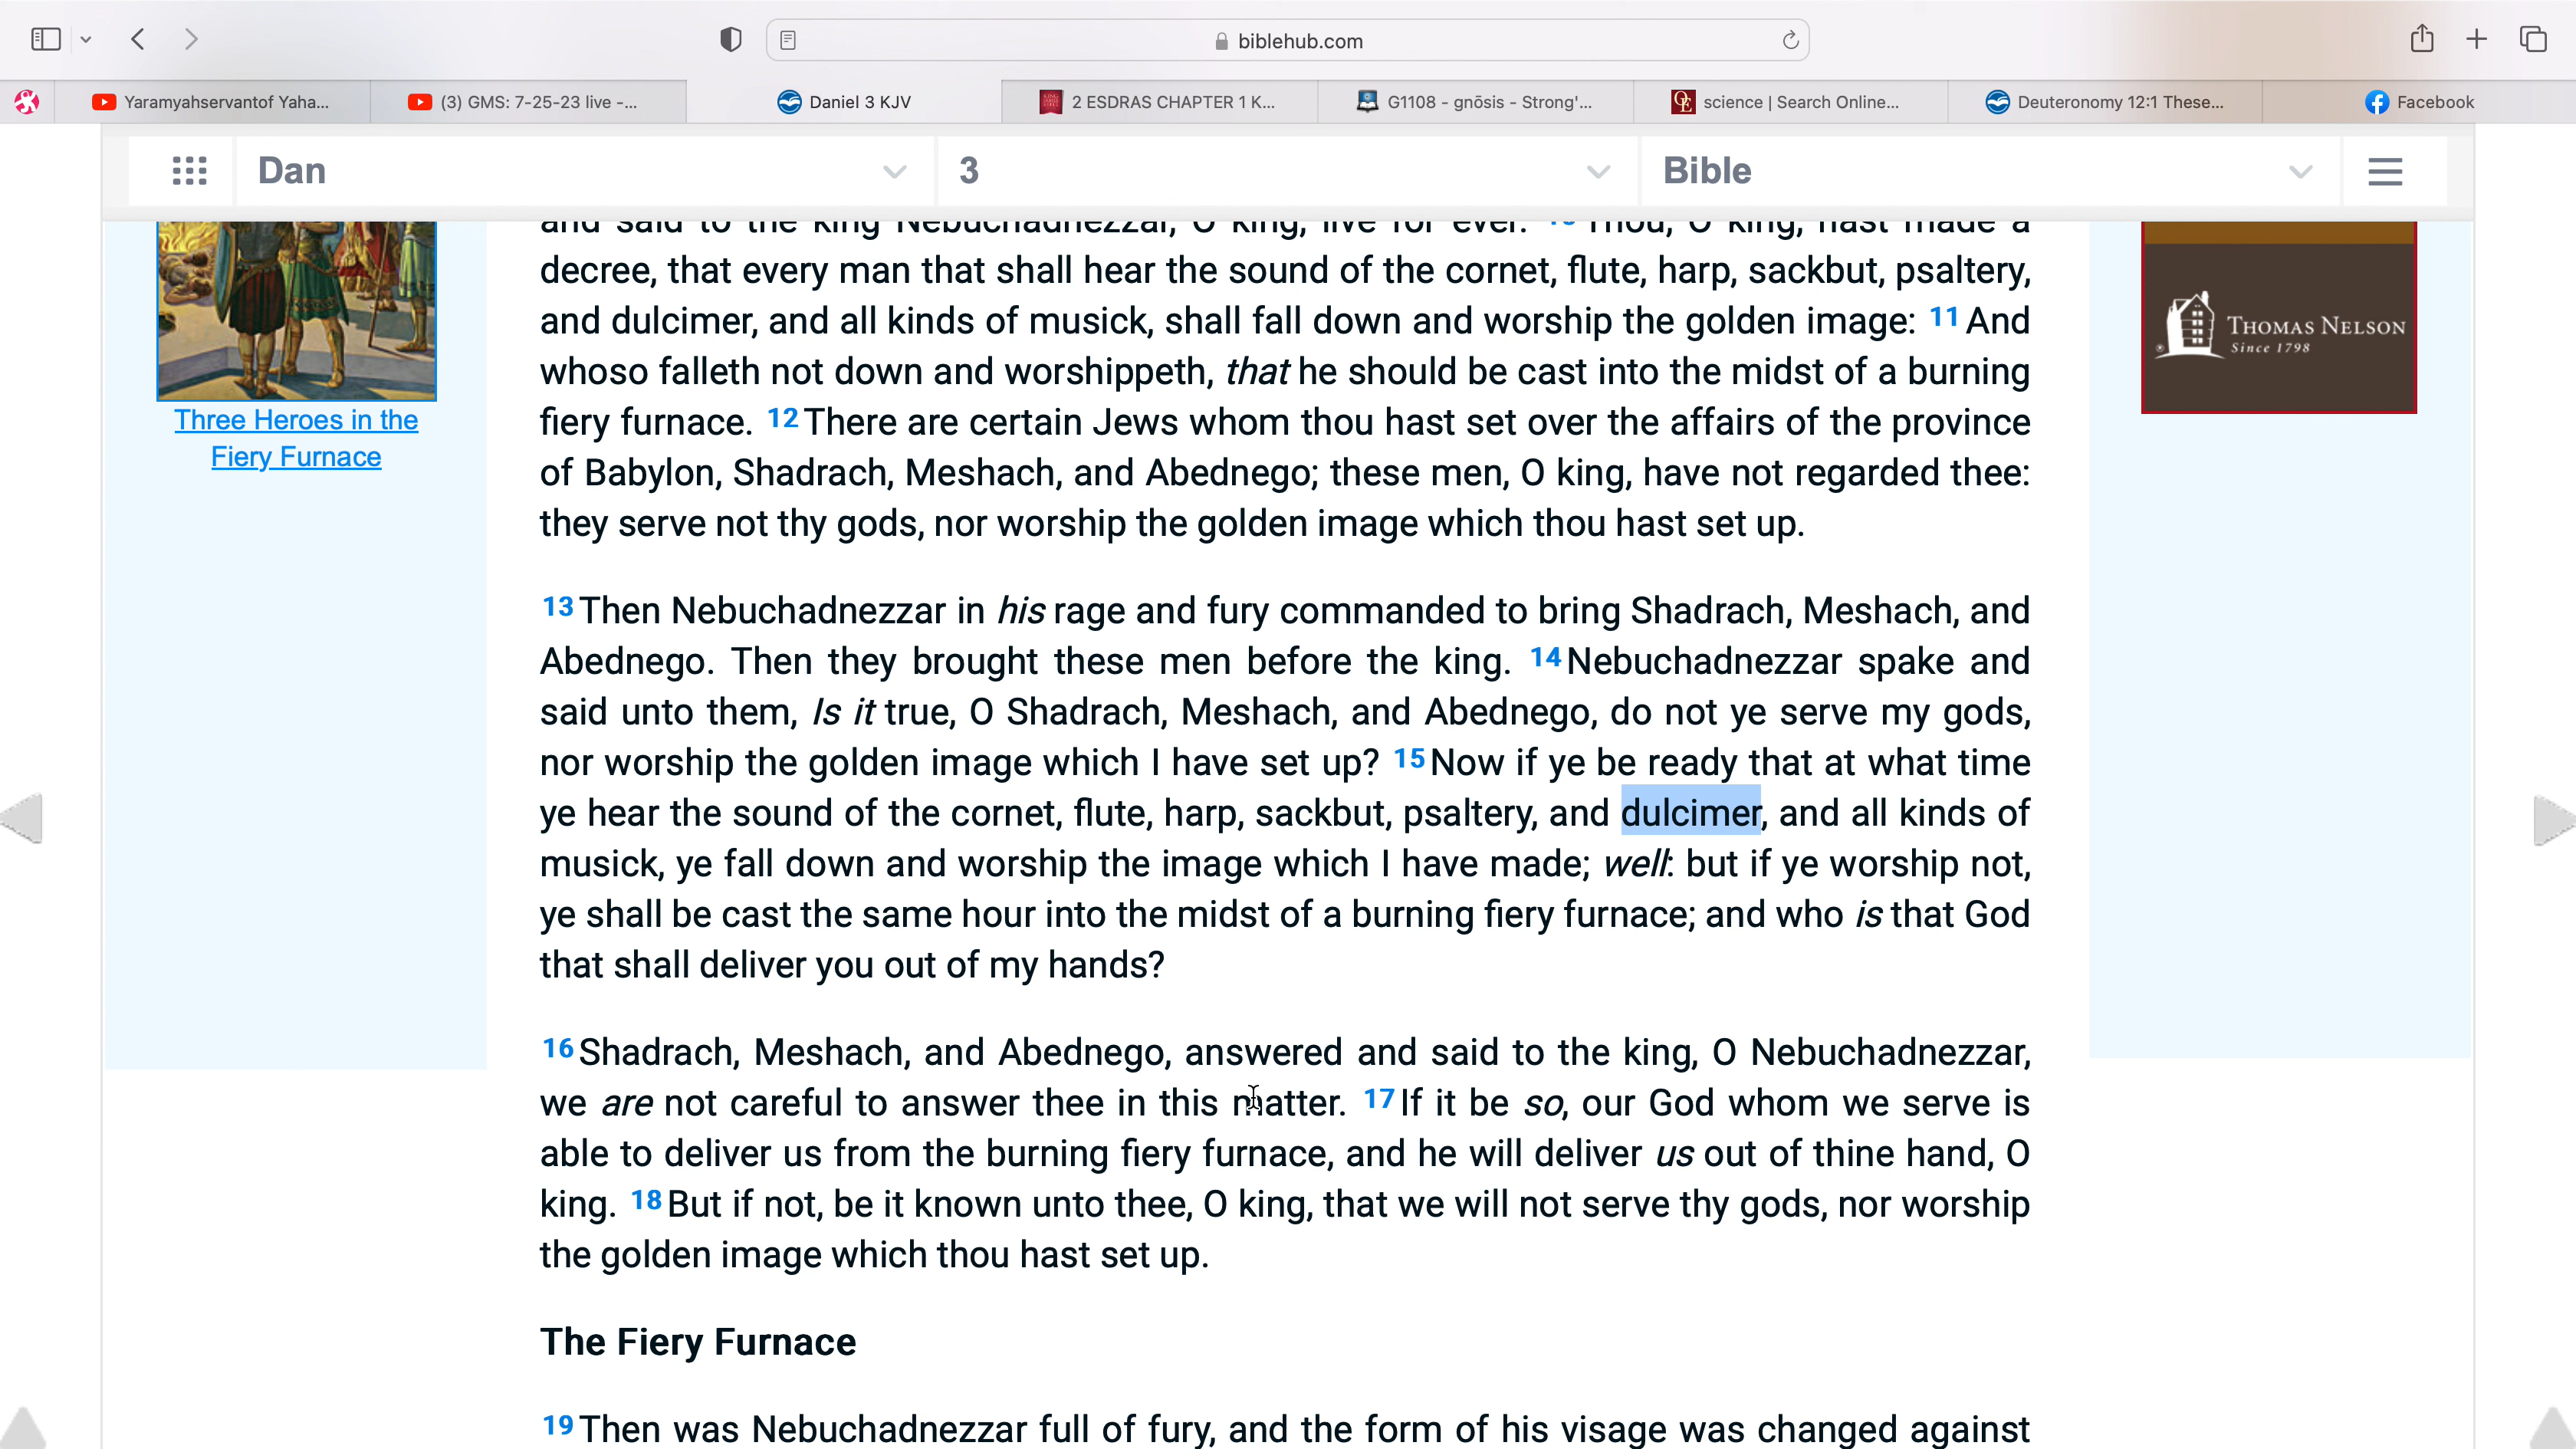 biblehub.com
Yaramyahservantof Yaha...
(3) GMS: 7-25-23 live -...
Daniel 3 KJV
2 ESDRAS CHAPTER 1 K...
G1108 - gnōsis - Strong'...
science | Search Online...
Deuteronomy 12:1 These...
Facebook
Dan
3
Bible
and said to the king Nebuchadnezzar, O king, live for ever. 10 Thou, O king, hast made a
decree, that every man that shall hear the sound of the cornet, flute, harp, sackbut, psaltery,
and dulcimer, and all kinds of musick, shall fall down and worship the golden image: 11 And
whoso falleth not down and worshippeth, that he should be cast into the midst of a burning
fiery furnace. 12 There are certain Jews whom thou hast set over the affairs of the province
of Babylon, Shadrach, Meshach, and Abednego; these men, O king, have not regarded thee:
they serve not thy gods, nor worship the golden image which thou hast set up.
13 Then Nebuchadnezzar in his rage and fury commanded to bring Shadrach, Meshach, and
Abednego. Then they brought these men before the king. 14 Nebuchadnezzar spake and
said unto them, Is it true, O Shadrach, Meshach, and Abednego, do not ye serve my gods,
nor worship the golden image which I have set up? 15 Now if ye be ready that at what time
ye hear the sound of the cornet, flute, harp, sackbut, psaltery, and dulcimer, and all kinds of
musick, ye fall down and worship the image which I have made; well: but if ye worship not,
ye shall be cast the same hour into the midst of a burning fiery furnace; and who is that God
that shall deliver you out of my hands?
16 Shadrach, Meshach, and Abednego, answered and said to the king, O Nebuchadnezzar,
we are not careful to answer thee in this matter. 17 If it be so, our God whom we serve is
able to deliver us from the burning fiery furnace, and he will deliver us out of thine hand, O
king. 18 But if not, be it known unto thee, O king, that we will not serve thy gods, nor worship
the golden image which thou hast set up.
The Fiery Furnace
19 Then was Nebuchadnezzar full of fury, and the form of his visage was changed against
Three Heroes in the
Fiery Furnace
THOMAS NELSON
Since 1798